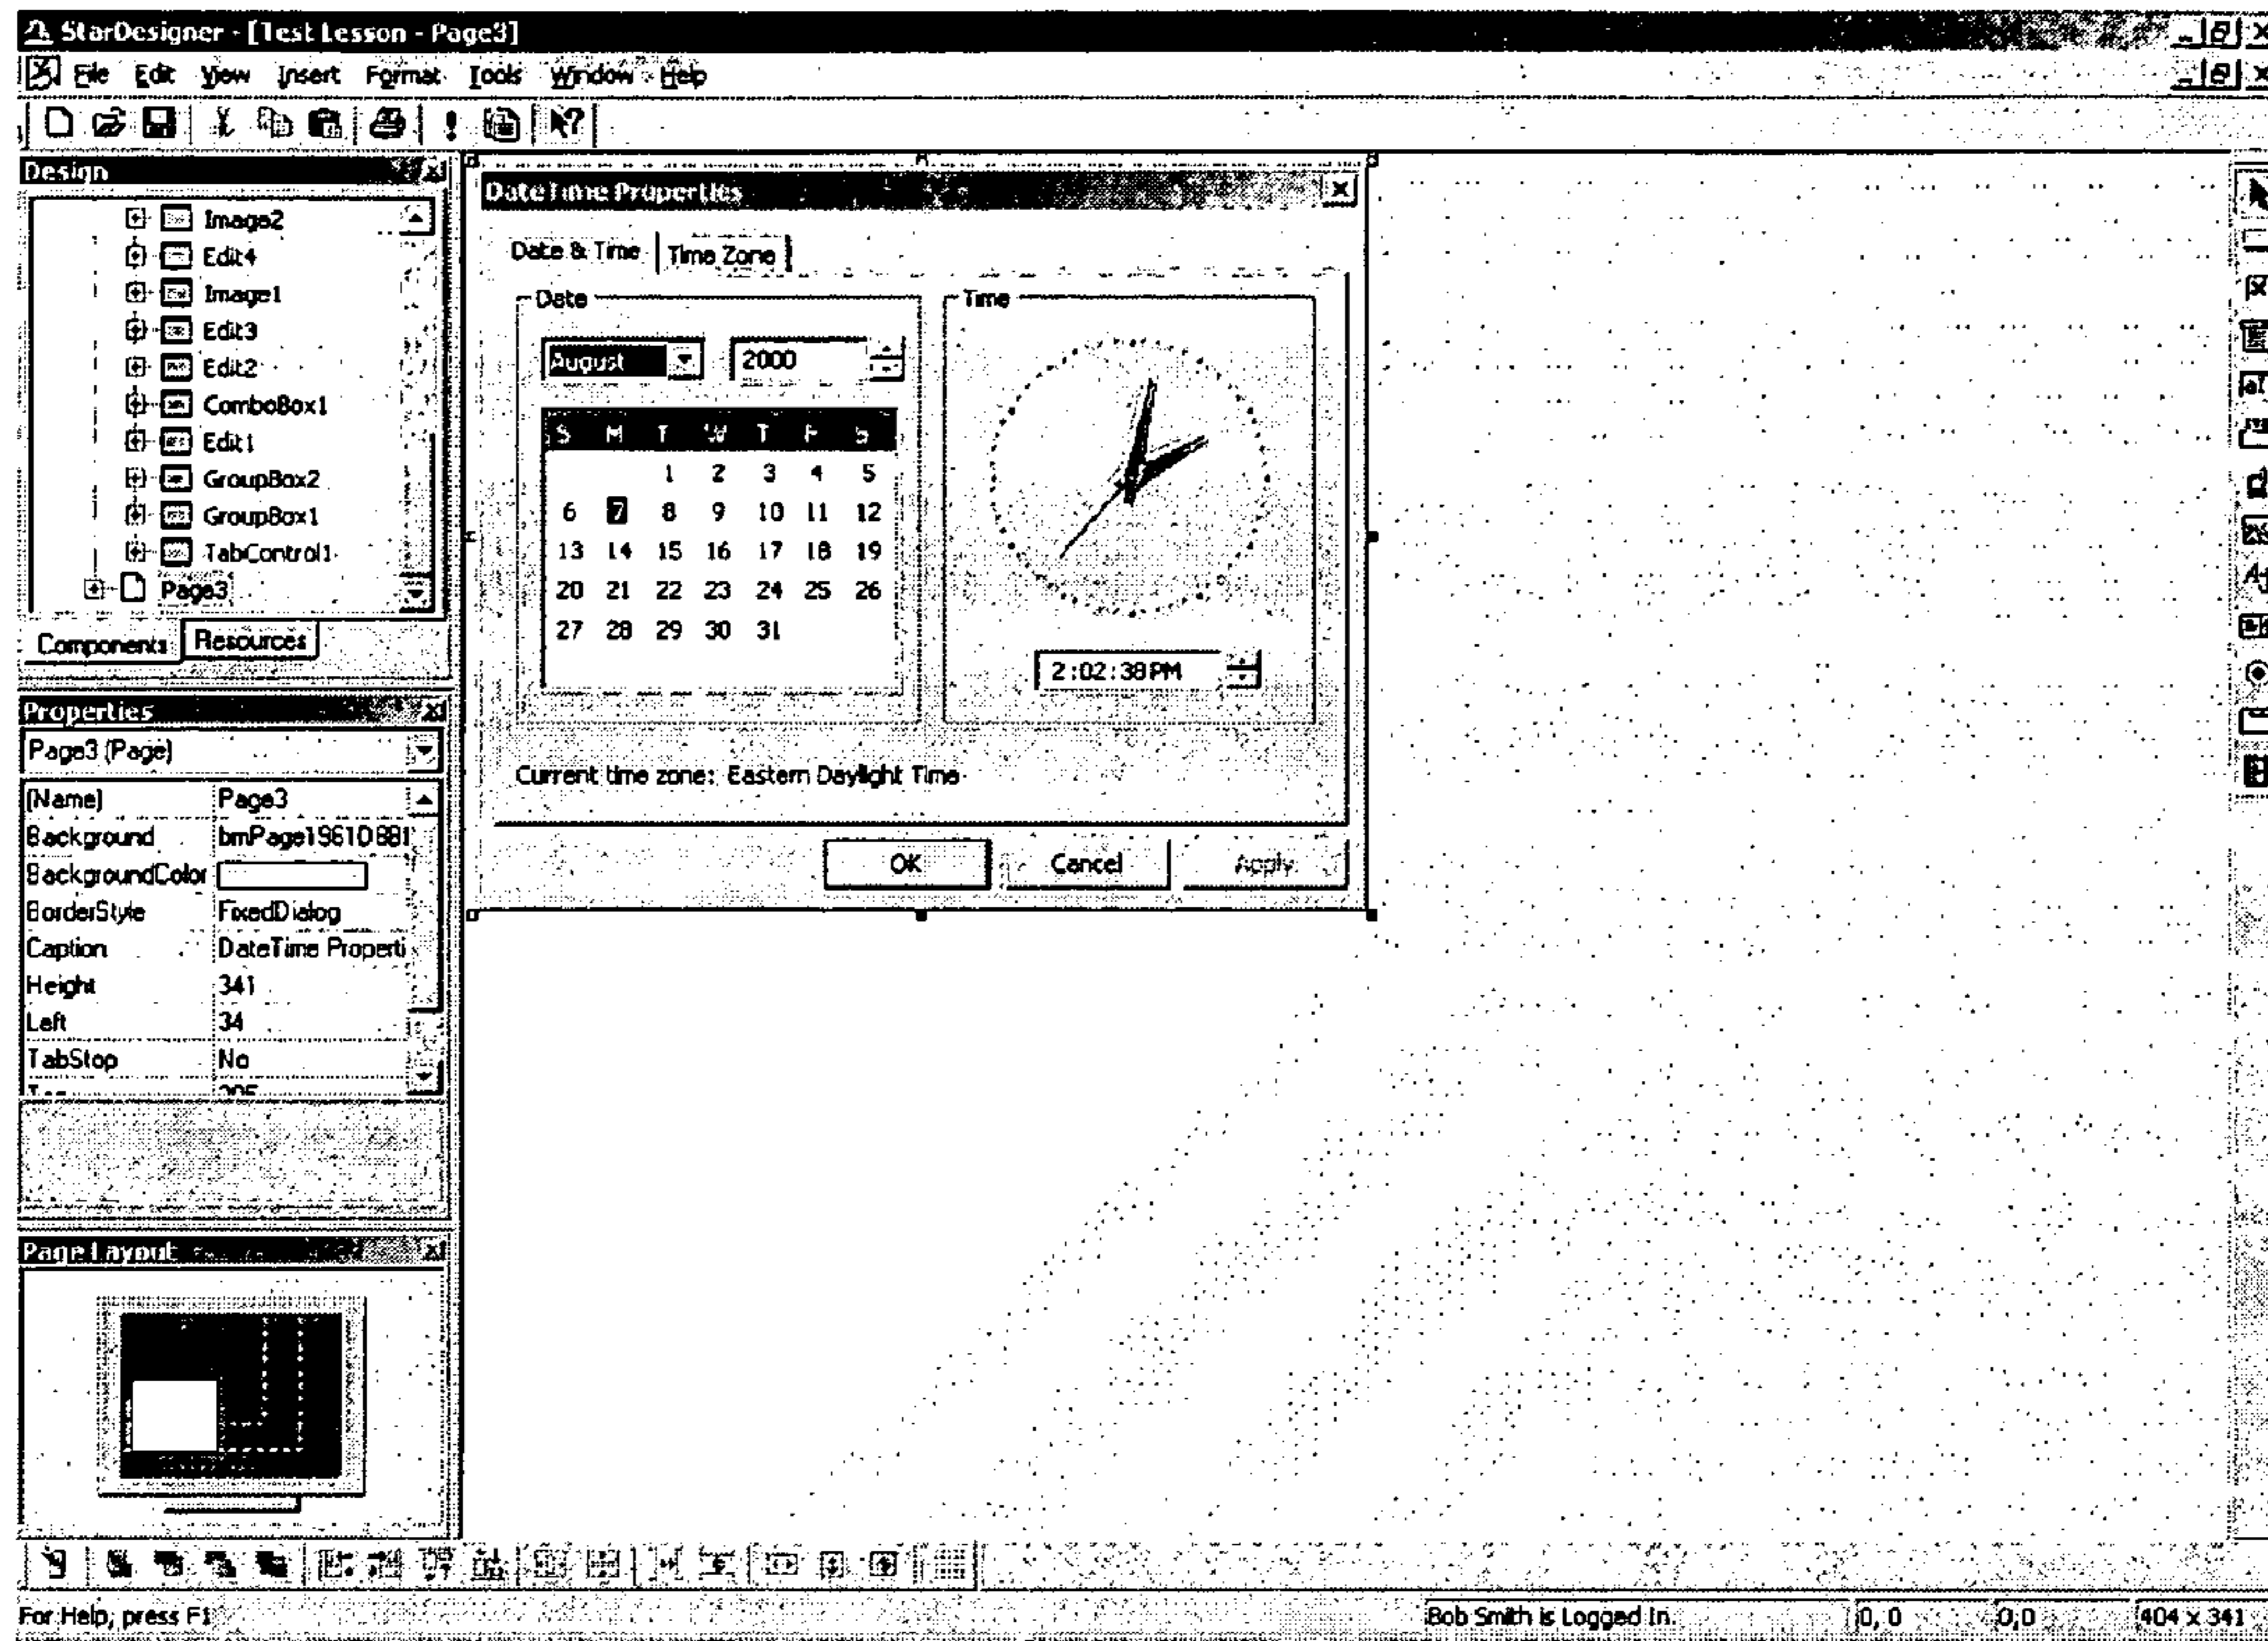 StarDesigner - [Test Lesson - Page3]
File Edit View Insert Format Tools Window Help
Design
Image2
Edit4
Image1
Edit3
Edit2
ComboBox1
Edit1
GroupBox2
GroupBox1
TabControl1
Page3
Components Resources
Properties
Page3 (Page)
(Name) Page3
Background bmPage19610881
BackgroundColor
BorderStyle FixedDialog
Caption DateTime Properti
Height 341
Left 34
TabStop No
Page Layout
DateTime Properties
Date & Time Time Zone
Date
August 2000
S M T W T F S
1 2 3 4 5
6 7 8 9 10 11 12
13 14 15 16 17 18 19
20 21 22 23 24 25 26
27 28 29 30 31
Time
2:02:38 PM
Current time zone: Eastern Daylight Time
OK Cancel Apply
For Help, press F1 Bob Smith is Logged In. 0, 0 0,0 404 x 341